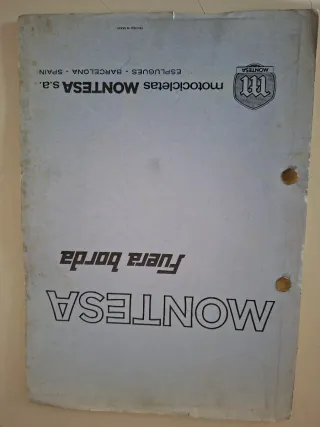 MONTESA
Fuera borda
MONTESA
motocicletas MONTESA s.a.
ESPLUGUES - BARCELONA - SPAIN